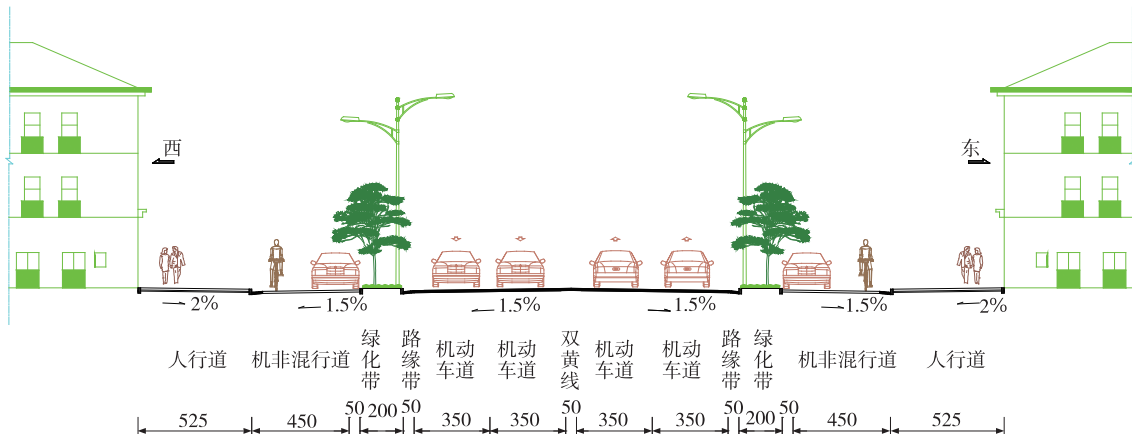 西
东
2%
1.5%
1.5%
1.5%
1.5%
2%
人行道
机非混行道
绿化带
路缘带
机动
车道
机动
车道
双黄线
机动
车道
机动
车道
路缘带
绿化带
机非混行道
人行道
525
450
50
200
50
350
350
50
350
350
50
200
50
450
525